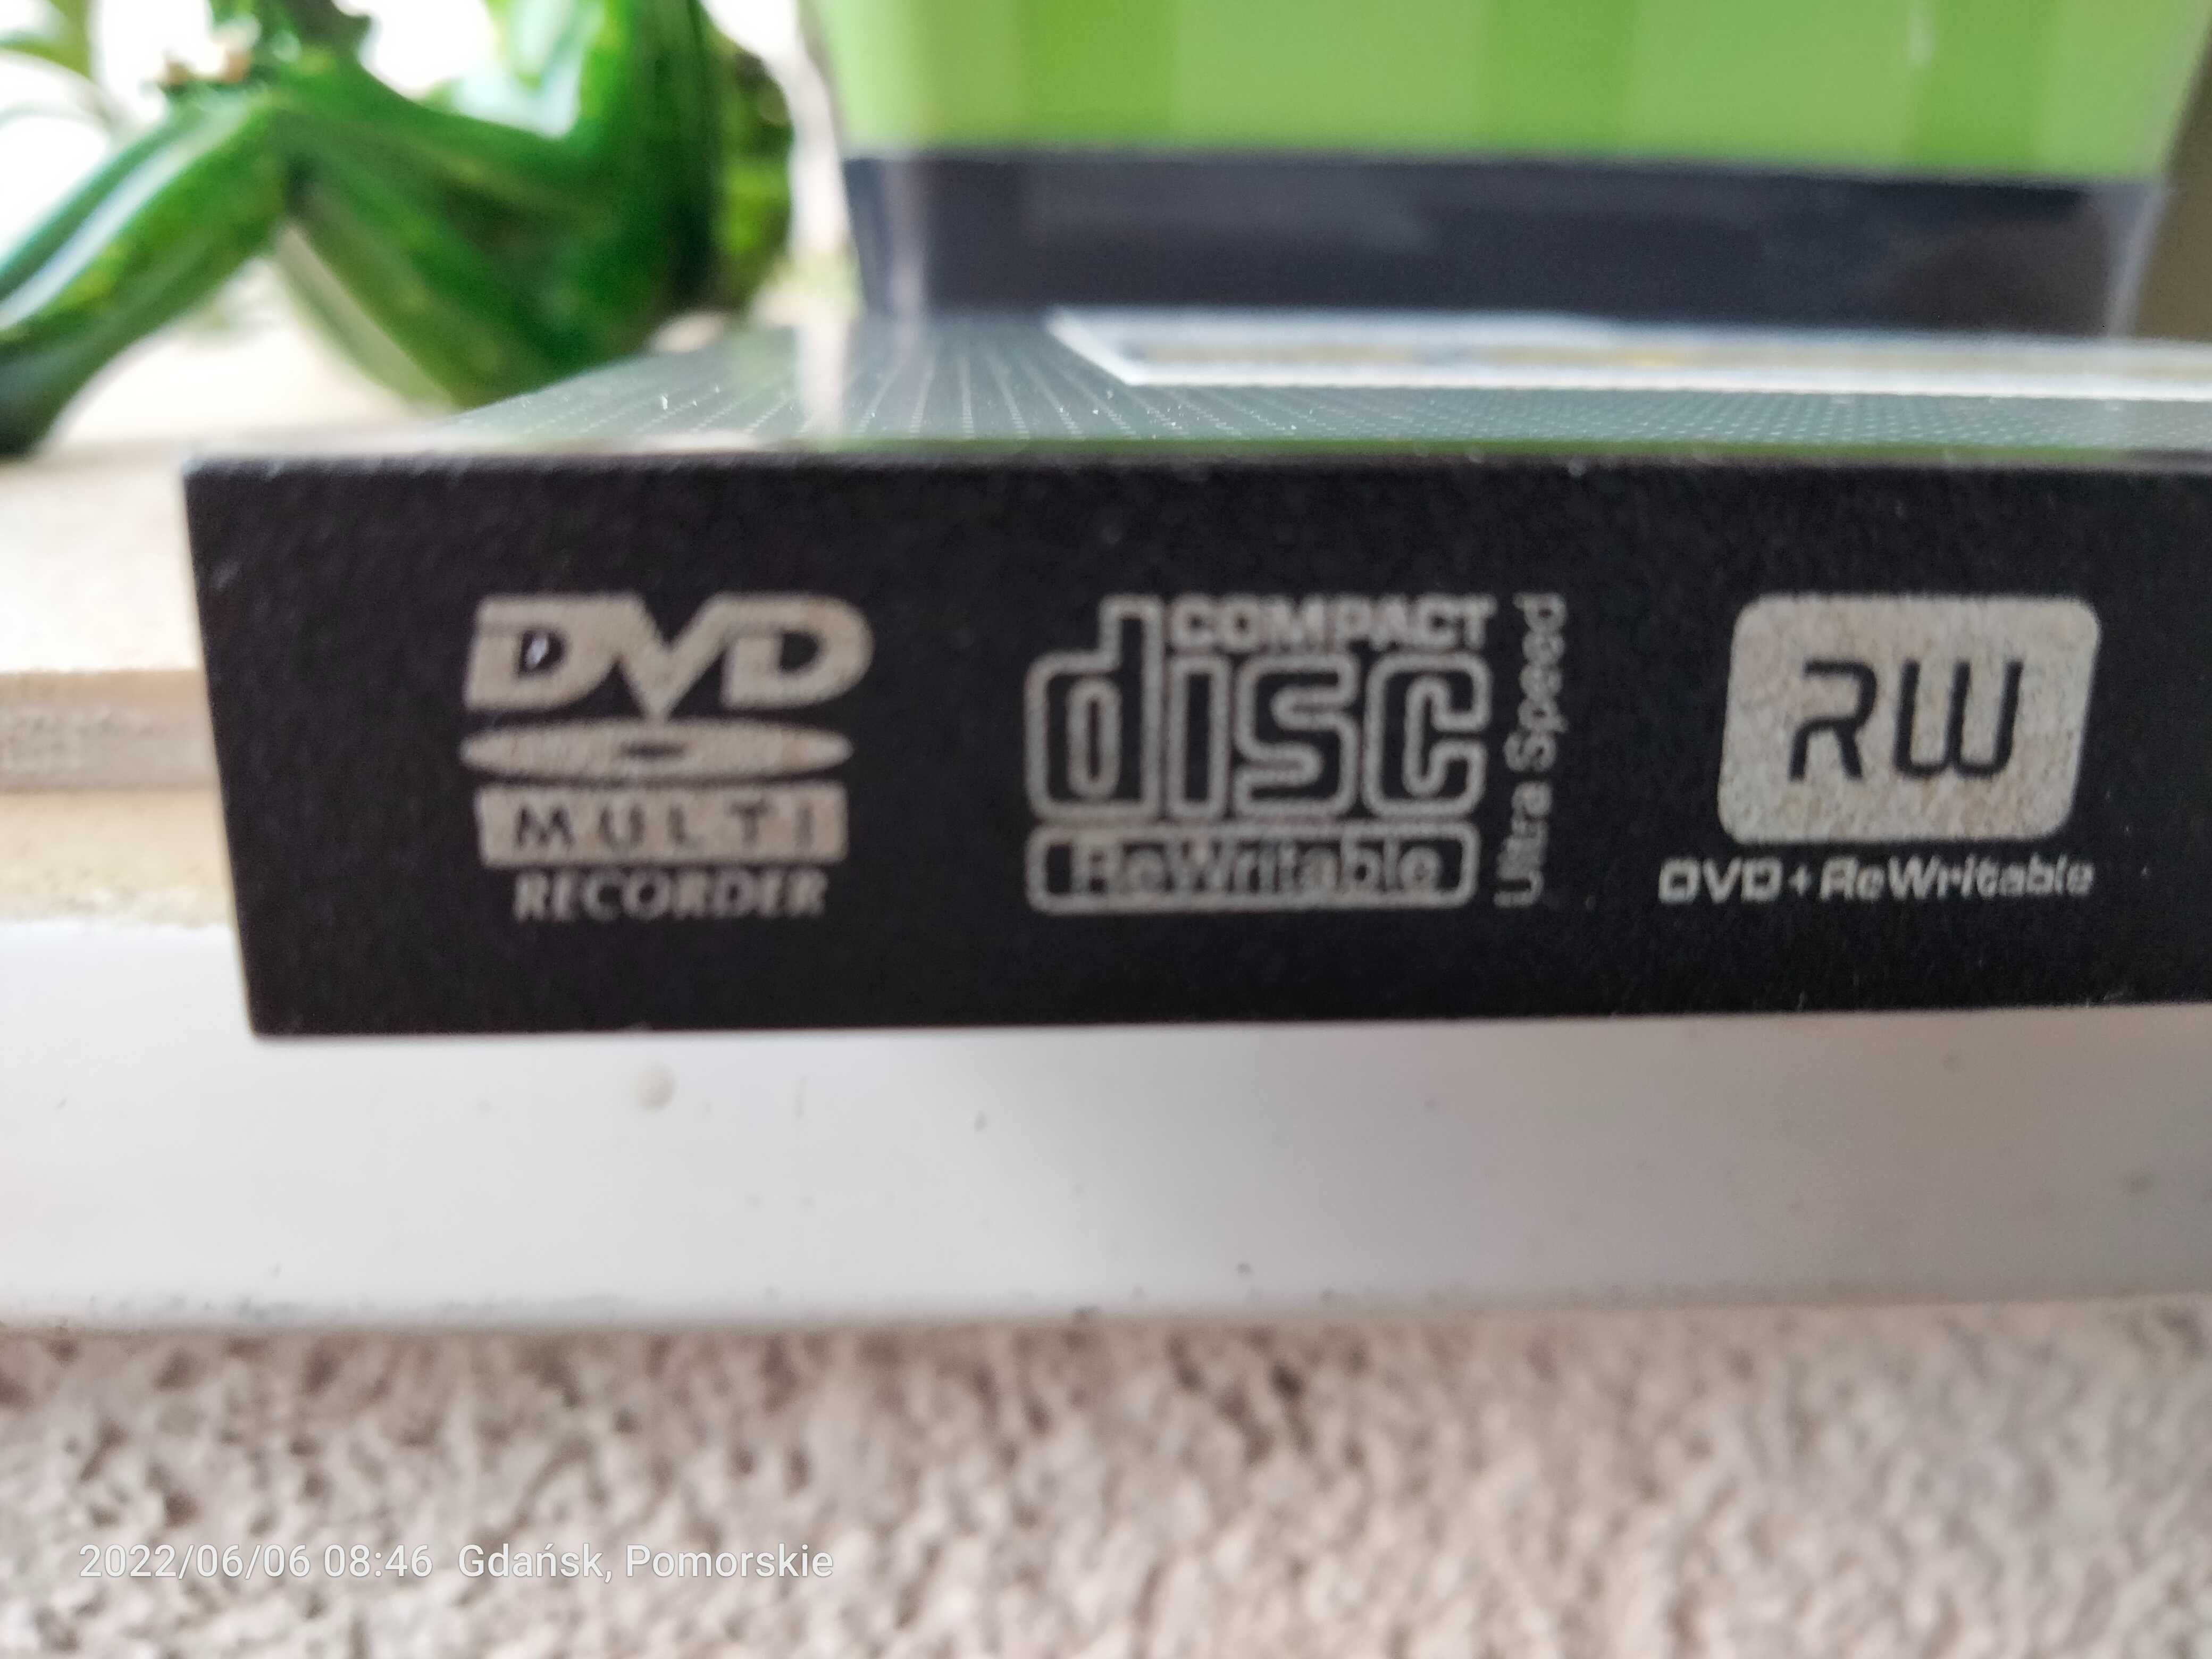 DVD
MULTI
RECORDER
COMPACT
disc
ReWritable
Ultra Speed
RW
DVD+ReWritable
2022/06/06 08:46 Gdańsk, Pomorskie